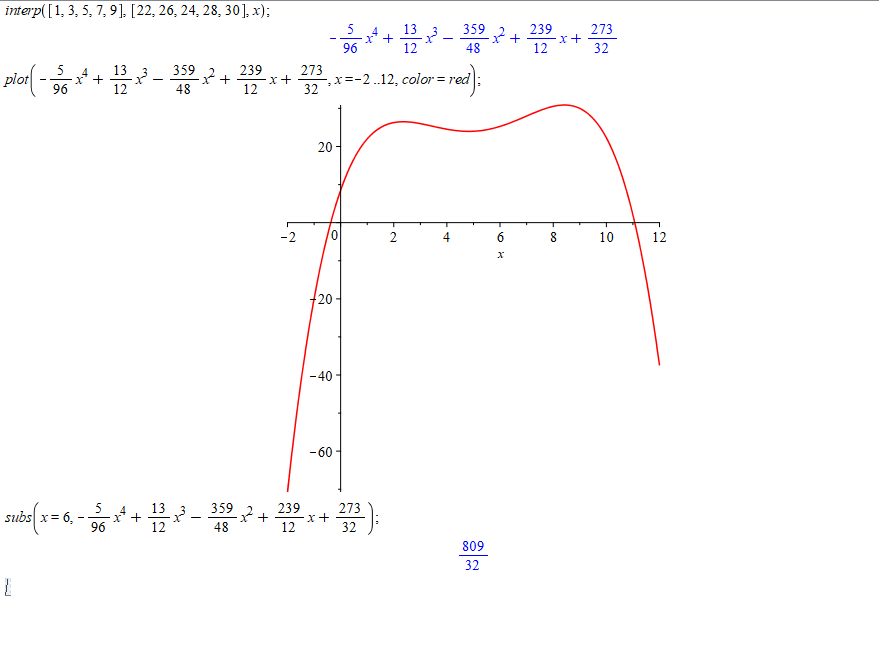 interp([1, 3, 5, 7, 9], [22, 26, 24, 28, 30], x);
-5/96 x^4 + 13/12 x^3 - 359/48 x^2 + 239/12 x + 273/32
plot(-5/96 x^4 + 13/12 x^3 - 359/48 x^2 + 239/12 x + 273/32, x = -2 .. 12, color = red);
20
-2 0 2 4 6 8 10 12
x
-20
-40
-60
subs(x = 6, -5/96 x^4 + 13/12 x^3 - 359/48 x^2 + 239/12 x + 273/32);
809/32